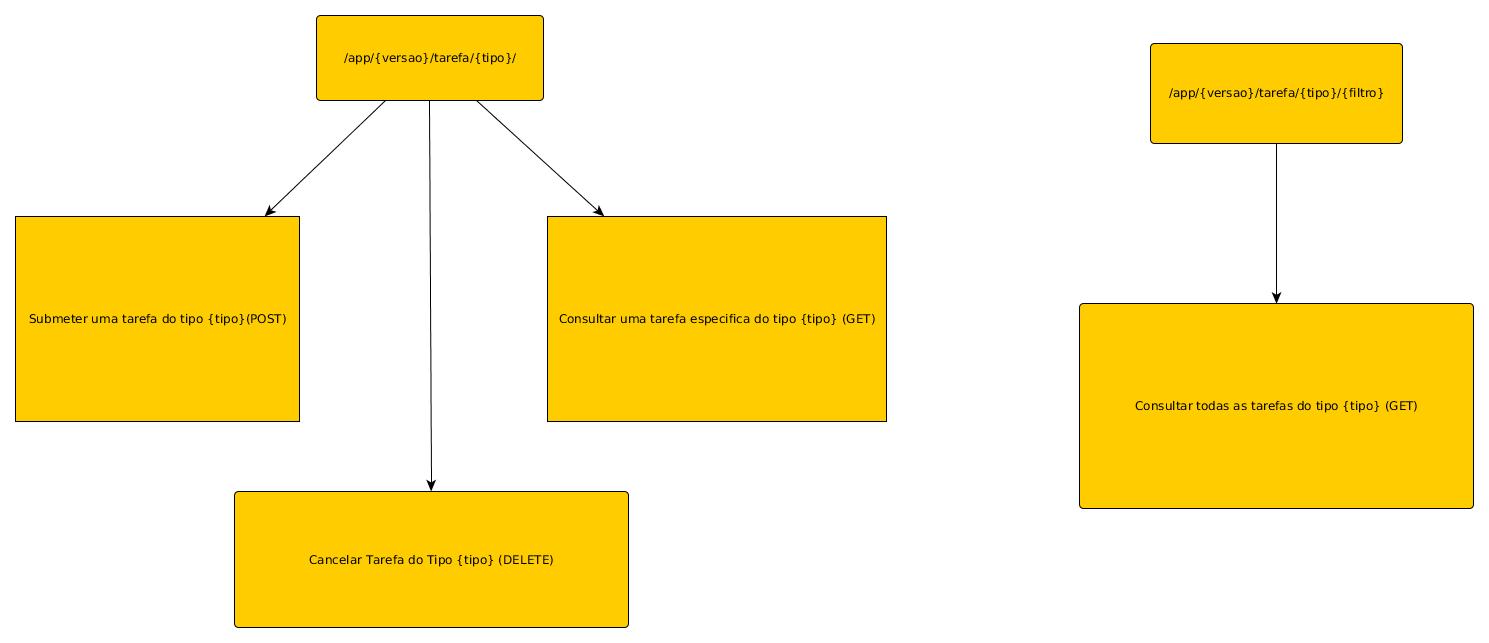 /app/{versao}/tarefa/{tipo}/
/app/{versao}/tarefa/{tipo}/{filtro}
Submeter uma tarefa do tipo {tipo}(POST)
Consultar uma tarefa especifica do tipo {tipo} (GET)
Consultar todas as tarefas do tipo {tipo} (GET)
Cancelar Tarefa do Tipo {tipo} (DELETE)